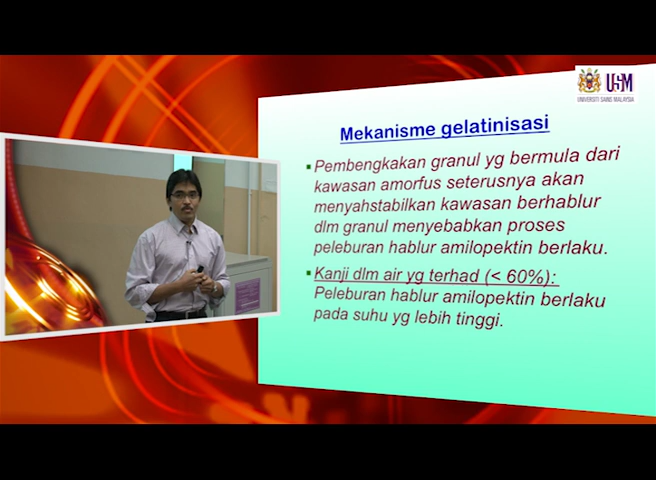 USM
UNIVERSITI SAINS MALAYSIA
Mekanisme gelatinisasi
Pembengkakan granul yg bermula dari
kawasan amorfus seterusnya akan
menyahstabilkan kawasan berhablur
dlm granul menyebabkan proses
peleburan hablur amilopektin berlaku.
Kanji dlm air yg terhad (< 60%):
Peleburan hablur amilopektin berlaku
pada suhu yg lebih tinggi.